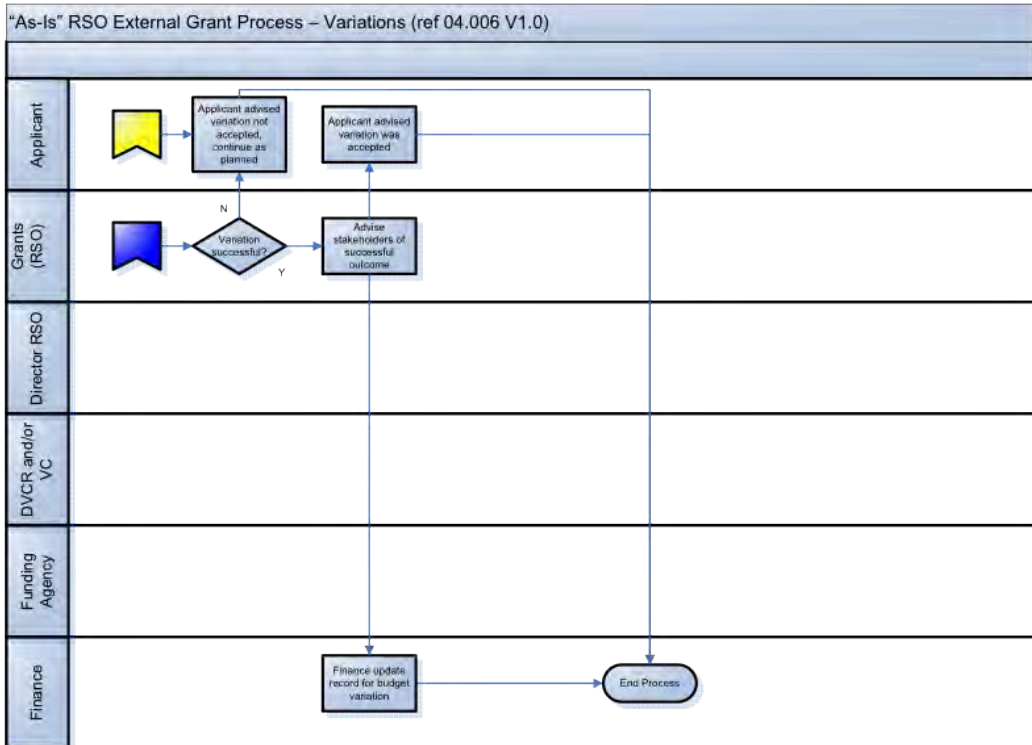 “As-Is” RSO External Grant Process – Variations (ref 04.006 V1.0)
Applicant
Applicant advised
variation not
accepted,
continue as
planned
Applicant advised
variation was
accepted
Grants
(RSO)
N
Variation
successful?
Y
Advise
stakeholders of
successful
outcome
Director RSO
DVCR and/or
VC
Funding
Agency
Finance
Finance update
record for budget
variation
End Process